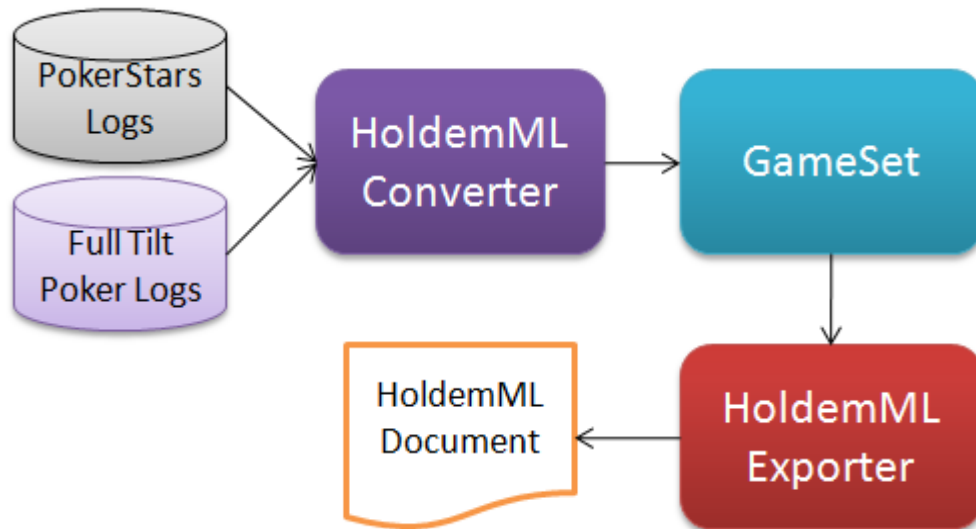 PokerStars
Logs
Full Tilt
Poker Logs
HoldemML
Converter
GameSet
HoldemML
Exporter
HoldemML
Document